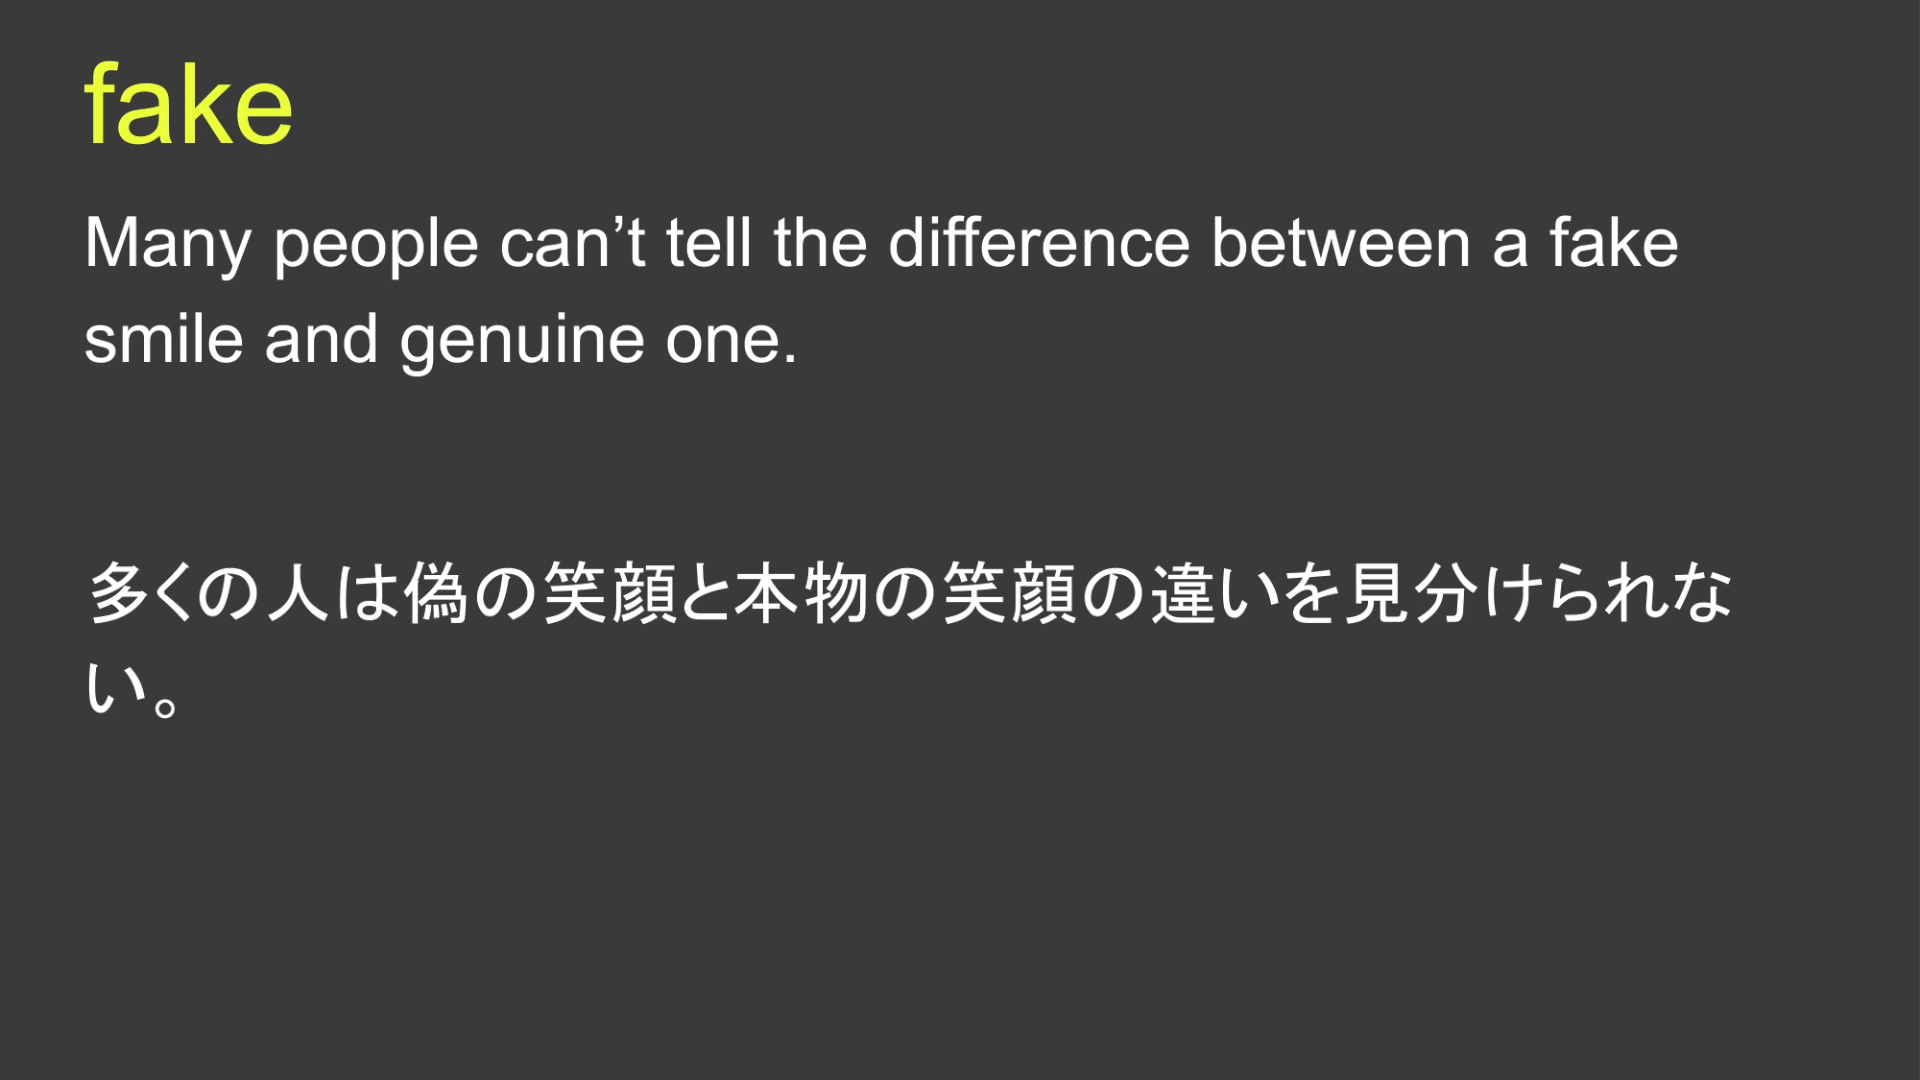 fake
Many people can’t tell the difference between a fake
smile and genuine one.
多くの人は偽の笑顔と本物の笑顔の違いを見分けられな
い。